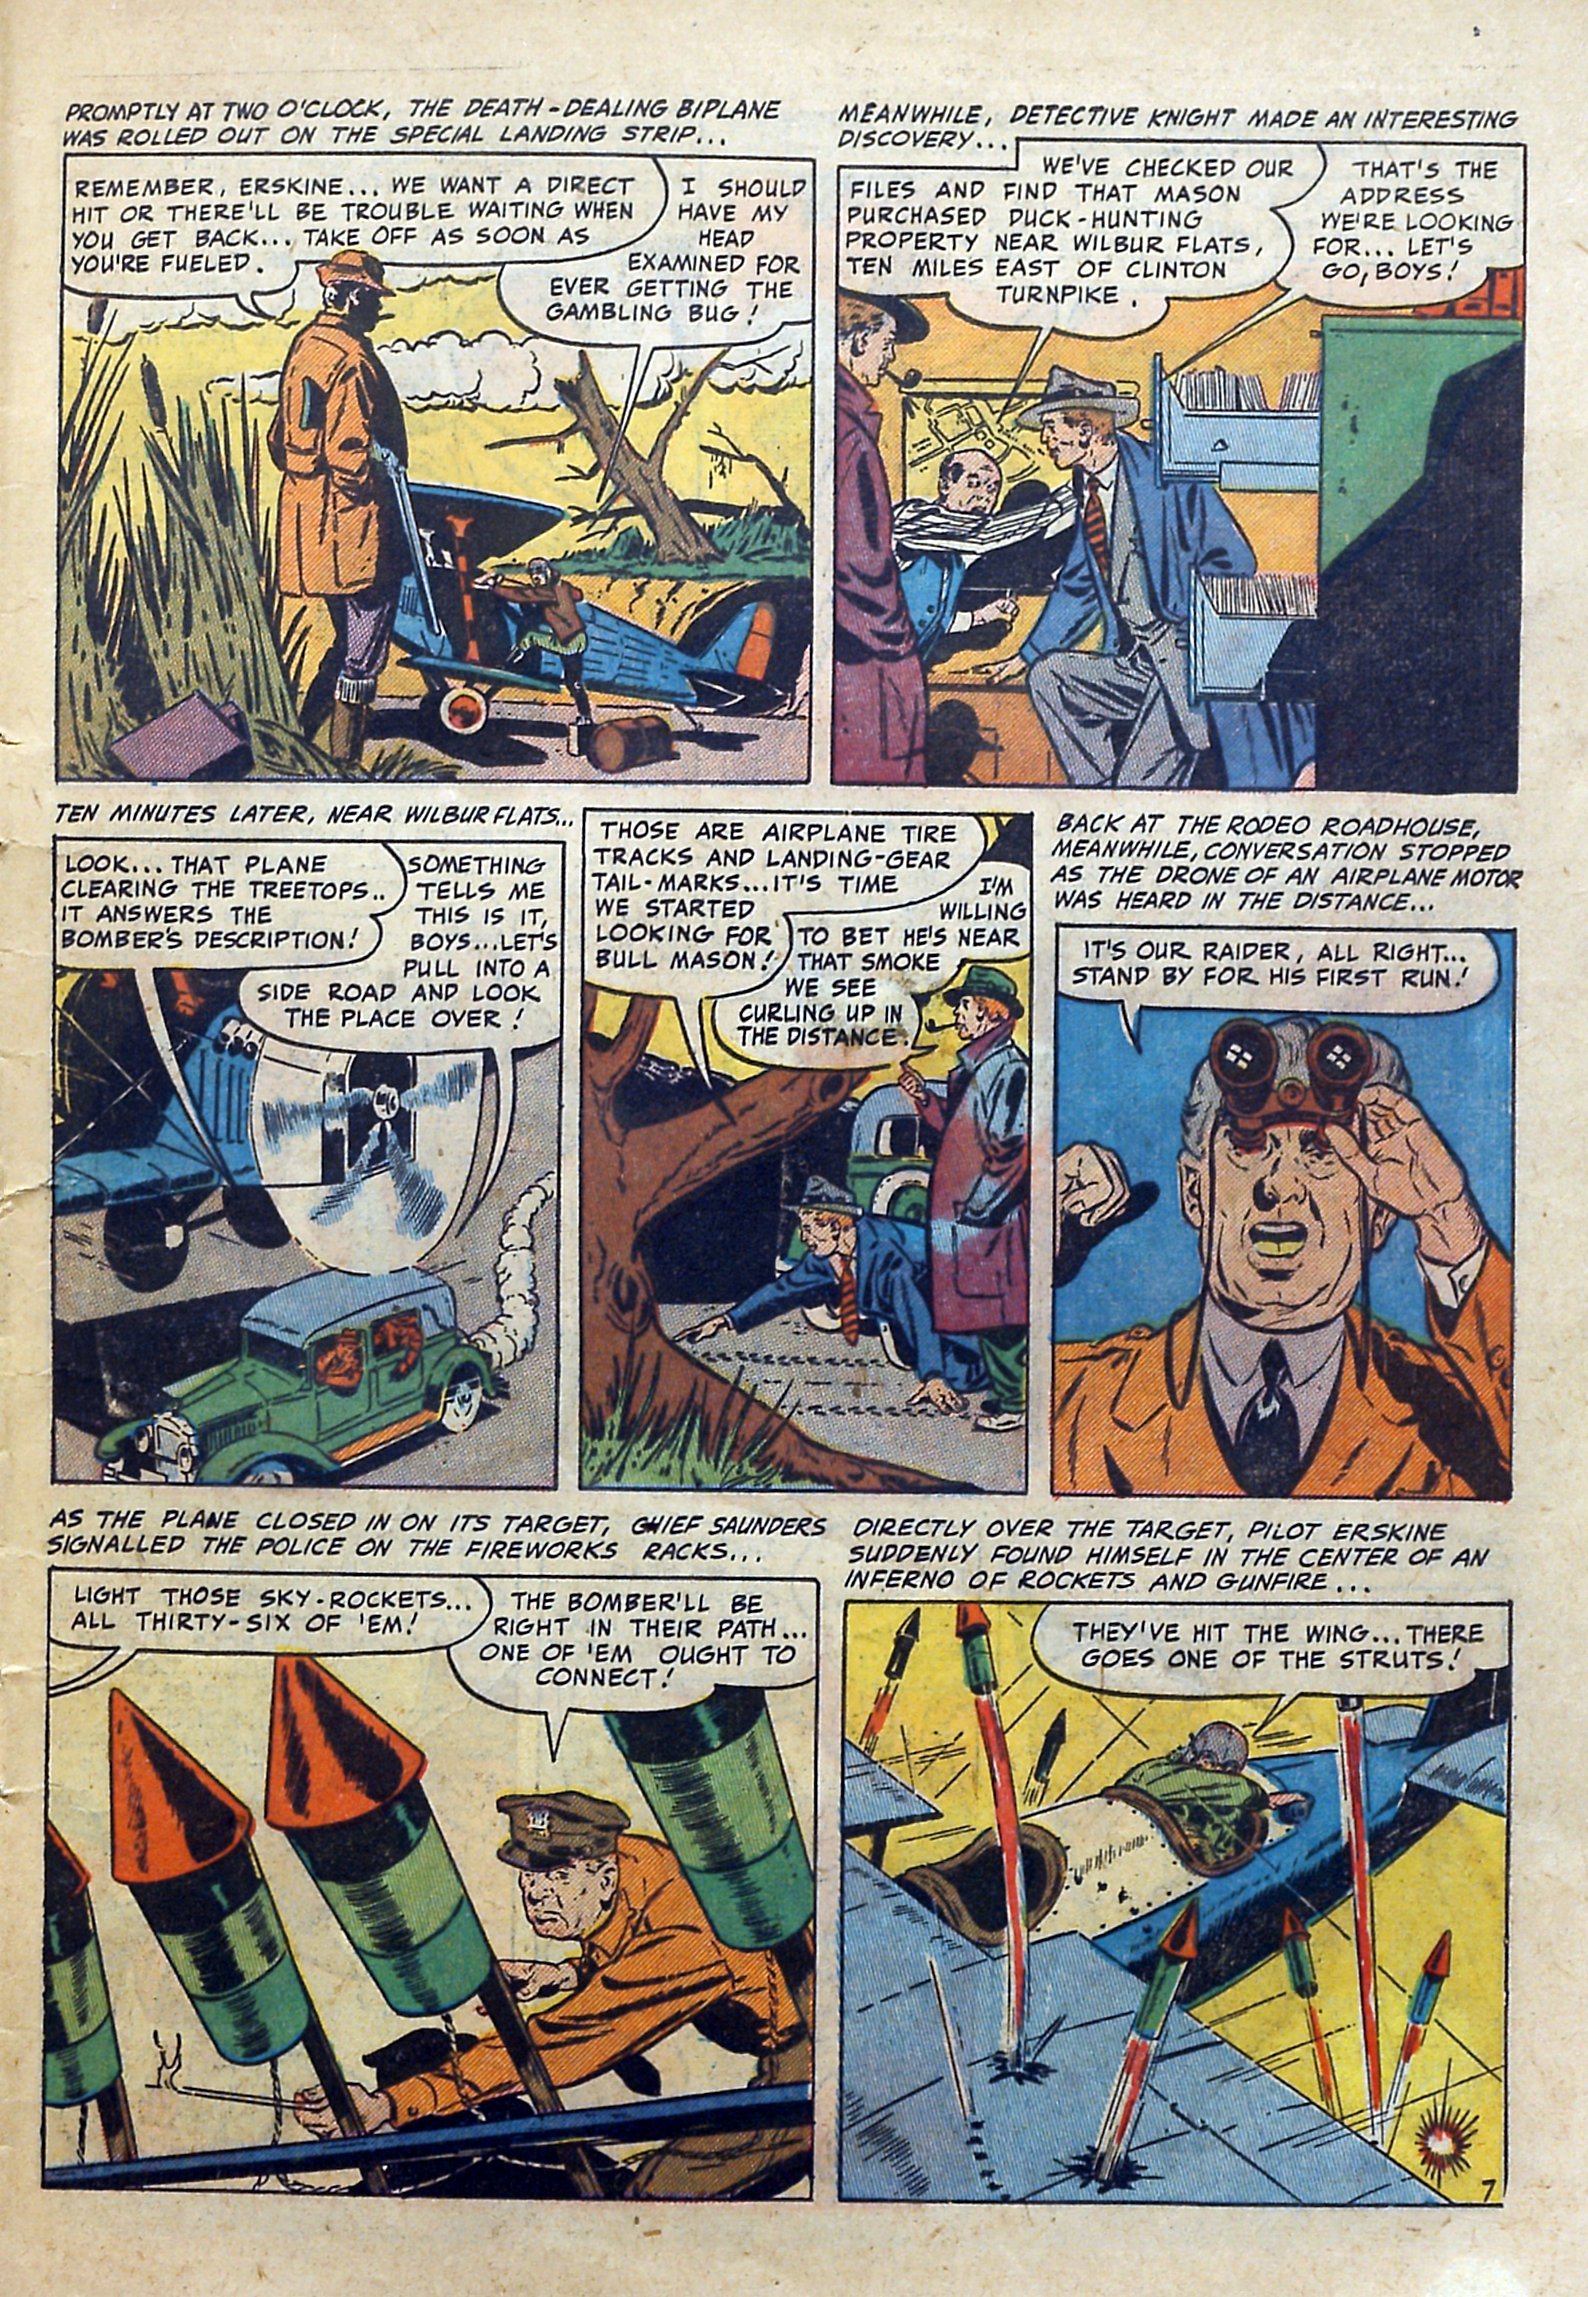 PROMPTLY AT TWO O'CLOCK, THE DEATH-DEALING BIPLANE
WAS ROLLED OUT ON THE SPECIAL LANDING STRIP...
REMEMBER, ERSKINE... WE WANT A DIRECT
HIT OR THERE'LL BE TROUBLE WAITING WHEN
YOU GET BACK... TAKE OFF AS SOON AS
YOU'RE FUELED.
I SHOULD
HAVE MY
HEAD
EXAMINED FOR
EVER GETTING THE
GAMBLING BUG!
MEANWHILE, DETECTIVE KNIGHT MADE AN INTERESTING
DISCOVERY...
WE'VE CHECKED OUR
FILES AND FIND THAT MASON
PURCHASED DUCK-HUNTING
PROPERTY NEAR WILBUR FLATS,
TEN MILES EAST OF CLINTON
TURNPIKE.
THAT'S THE
ADDRESS
WE'RE LOOKING
FOR... LET'S
GO, BOYS!
TEN MINUTES LATER, NEAR WILBUR FLATS...
LOOK... THAT PLANE
CLEARING THE TREETOPS..
IT ANSWERS THE
BOMBER'S DESCRIPTION!
SOMETHING
TELLS ME
THIS IS IT,
BOYS...LET'S
PULL INTO A
SIDE ROAD AND LOOK
THE PLACE OVER!
THOSE ARE AIRPLANE TIRE
TRACKS AND LANDING-GEAR
TAIL-MARKS...IT'S TIME
WE STARTED
LOOKING FOR
BULL MASON!
I'M
WILLING
TO BET HE'S NEAR
THAT SMOKE
WE SEE
CURLING UP IN
THE DISTANCE.
BACK AT THE RODEO ROADHOUSE,
MEANWHILE, CONVERSATION STOPPED
AS THE DRONE OF AN AIRPLANE MOTOR
WAS HEARD IN THE DISTANCE...
IT'S OUR RAIDER, ALL RIGHT...
STAND BY FOR HIS FIRST RUN!
AS THE PLANE CLOSED IN ON ITS TARGET, CHIEF SAUNDERS
SIGNALLED THE POLICE ON THE FIREWORKS RACKS...
LIGHT THOSE SKY-ROCKETS...
ALL THIRTY-SIX OF 'EM!
THE BOMBER'LL BE
RIGHT IN THEIR PATH...
ONE OF 'EM OUGHT TO
CONNECT!
DIRECTLY OVER THE TARGET, PILOT ERSKINE
SUDDENLY FOUND HIMSELF IN THE CENTER OF AN
INFERNO OF ROCKETS AND GUNFIRE...
THEY'VE HIT THE WING...THERE
GOES ONE OF THE STRUTS!
7